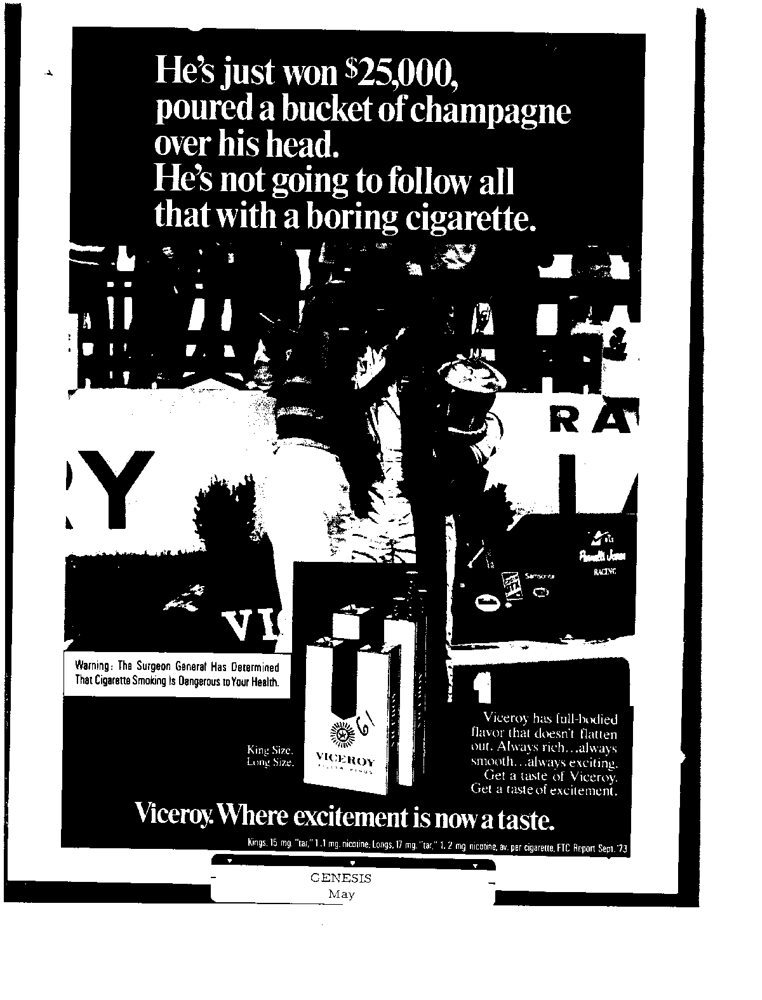 He's just won $25,000,
poured a bucket of champagne
over his head.
He's not going to follow all
that with a boring cigarette.
RA
Y
L
Parnelli Jones
RACING
Samsonite
VI
Warning: The Surgeon General Has Determined
That Cigarette Smoking Is Dangerous to Your Health.
1
61
VICEROY
King Size.
Long Size.
Viceroy has full-bodied
flavor that doesn't flatten
out. Always rich...always
smooth...always exciting.
Get a taste of Viceroy.
Get a taste of excitement.
Viceroy. Where excitement is now a taste.
Kings, 16 mg. "tar," 1.1 mg. nicotine, Longs, 17 mg. "tar," 1.2 mg. nicotine, av. per cigarette, FTC Report Sept. '73
GENESIS
May